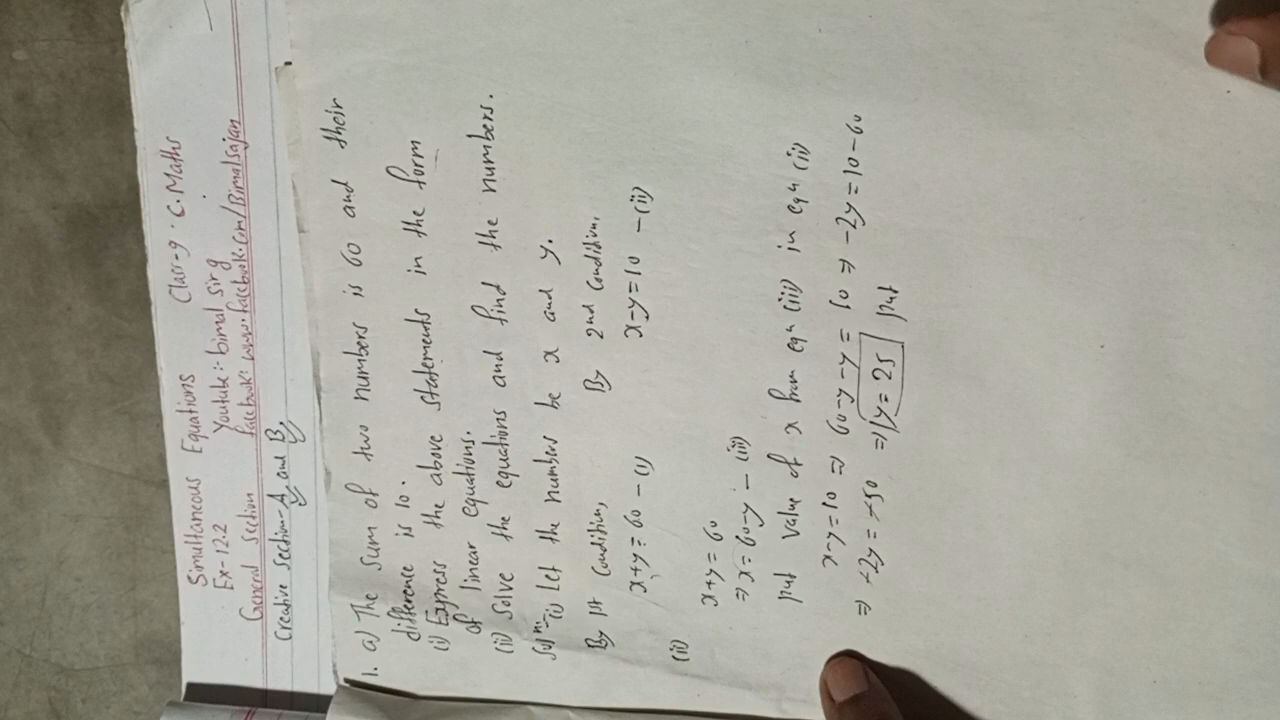 Simultaneous Equations Class-9 . C. Maths
Ex-12.2 Youtube:- bimal sir g
General section facebook: www.facebook.com/Bimalsajan
Creative section-A and B
1. a) The sum of two numbers is 60 and their
difference is 10.
(i) Express the above statements in the form
of linear equations.
(ii) Solve the equations and find the numbers.
Solⁿ:- (i) Let the numbers be x and y.
By 1st Condition, By 2nd Condition,
x+y=60 -(i) x-y=10 -(ii)
(ii)
x+y=60
⇒x=60-y-(iii)
put value of x from eqn (iii) in eqn (ii)
x-y=10 ⇒ 60-y-y=10 ⇒ -2y=10-60
⇒ -2y=-50 ⇒ y=25 put